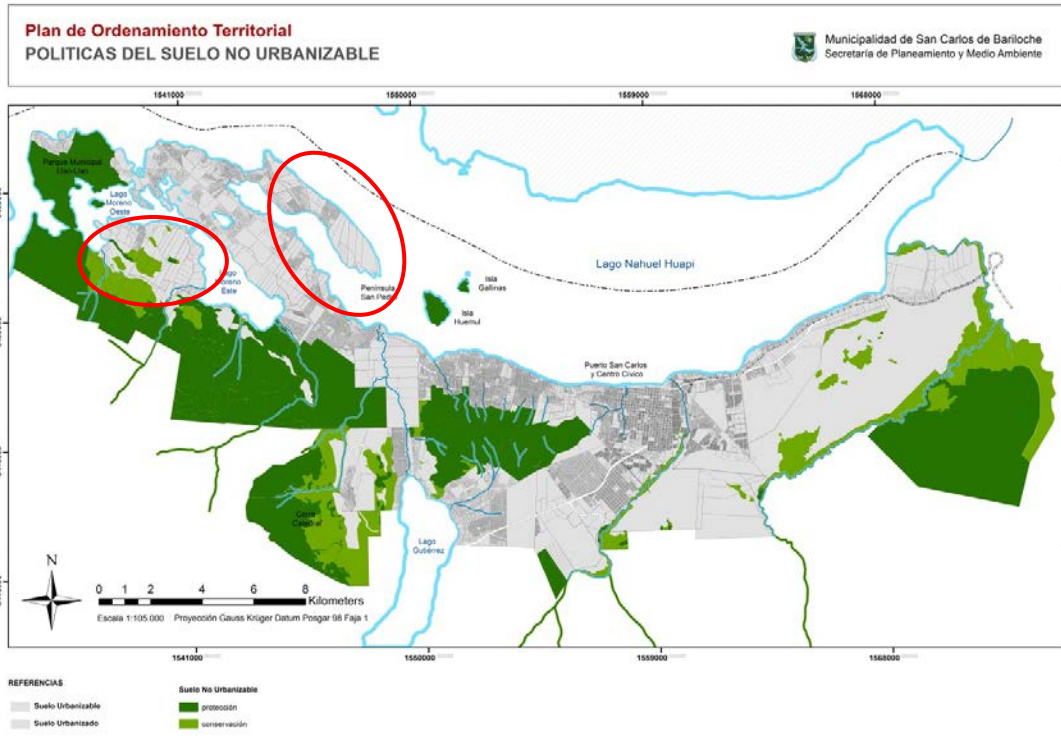 Plan de Ordenamiento Territorial
POLITICAS DEL SUELO NO URBANIZABLE
Municipalidad de San Carlos de Bariloche
Secretaría de Planeamiento y Medio Ambiente
1541000
1550000
1559000
1568000
Parque Municipal
Llao-Llao
Lago
Moreno
Oeste
Lago
Moreno
Este
Península
San Pedro
Isla
Gallinas
Isla
Huemul
Lago Nahuel Huapi
Puerto San Carlos
y Centro Cívico
Cerro
Lago
Gutiérrez
N
0 1 2 4 6 8
Kilometers
Escala 1:105.000 Proyección Gauss Krüger Datum Posgar 98 Faja 1
1541000
1550000
1559000
1568000
REFERENCIAS
Suelo Urbanizable
Suelo Urbanizado
Suelo No Urbanizable
protección
conservación